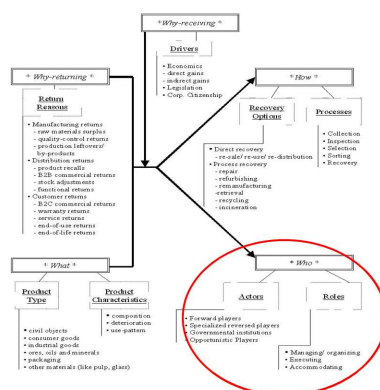 * Why-receiving *
Drivers
• Economics
- direct gains
- indirect gains
• Legislation
• Corp. Citizenship
* Why-returning *
Return
Reasons
• Manufacturing returns
- raw materials surplus
- quality-control returns
- production leftovers/
by-products
• Distribution returns
- product recalls
- B2B commercial returns
- stock adjustments
- functional returns
• Customer returns
- B2C commercial returns
- warranty returns
- service returns
- end-of-use returns
- end-of-life returns
* How *
Recovery
Options
• Direct recovery
- re-sale/ re-use/ re-distribution
• Process recovery
- repair
- refurbishing
- remanufacturing
-retrieval
- recycling
- incineration
Processes
• Collection
• Inspection
• Selection
• Sorting
• Recovery
* What *
Product
Type
• civil objects
• consumer goods
• industrial goods
• ores, oils and minerals
• packaging
• other materials (like pulp, glass)
Product
Characteristics
• composition
• deterioration
• use-pattern
* Who *
Actors
• Forward players
• Specialized reversed players
• Governmental institutions
• Opportunistic Players
Roles
• Managing/ organizing
• Executing
• Accommodating